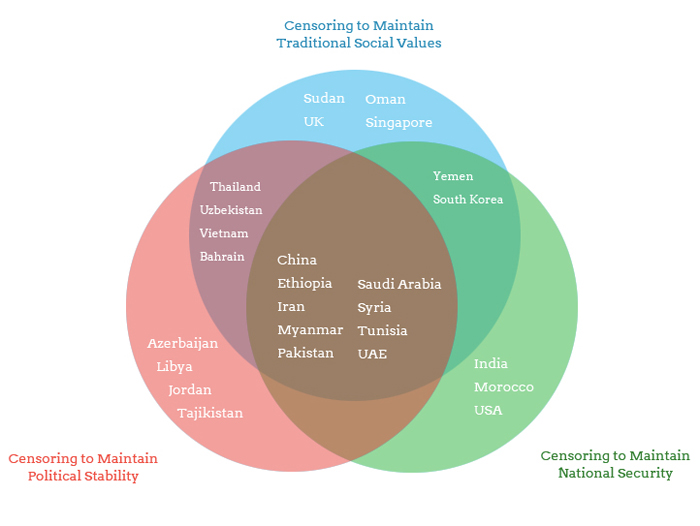 Censoring to Maintain
Traditional Social Values
Sudan
UK
Oman
Singapore
Thailand
Uzbekistan
Vietnam
Bahrain
Yemen
South Korea
China
Ethiopia
Iran
Myanmar
Pakistan
Saudi Arabia
Syria
Tunisia
UAE
Azerbaijan
Libya
Jordan
Tajikistan
India
Morocco
USA
Censoring to Maintain
Political Stability
Censoring to Maintain
National Security